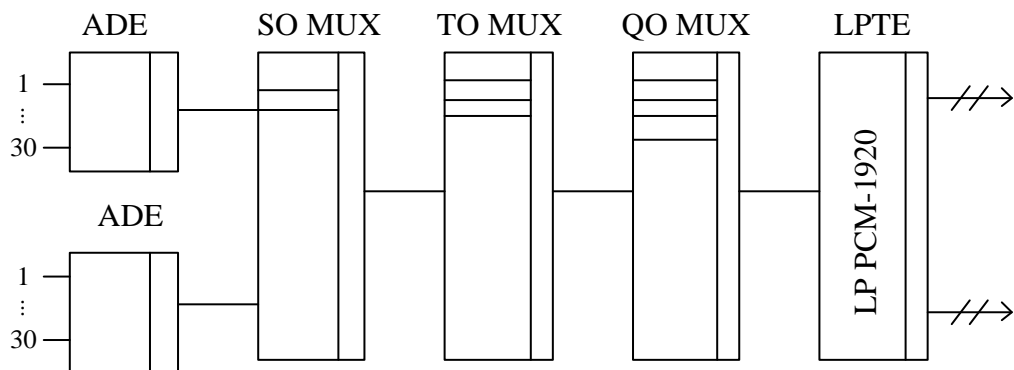 ADE SO MUX TO MUX QO MUX LPTE
1
...
30
ADE
1
...
30
LP PCM-1920